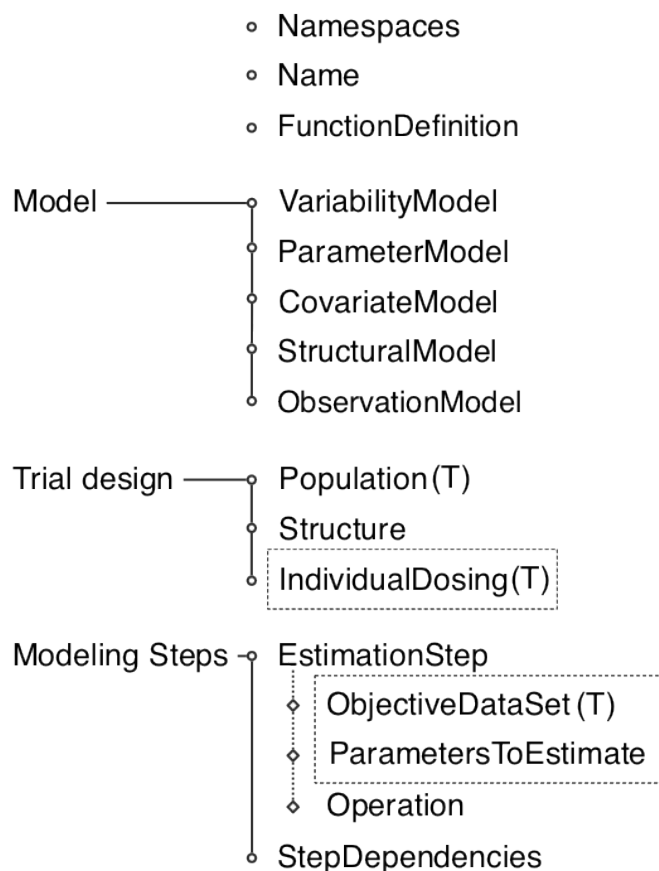 Namespaces
Name
FunctionDefinition
Model VariabilityModel
ParameterModel
CovariateModel
StructuralModel
ObservationModel
Trial design Population (T)
Structure
IndividualDosing (T)
Modeling Steps EstimationStep
ObjectiveDataSet (T)
ParametersToEstimate
Operation
StepDependencies